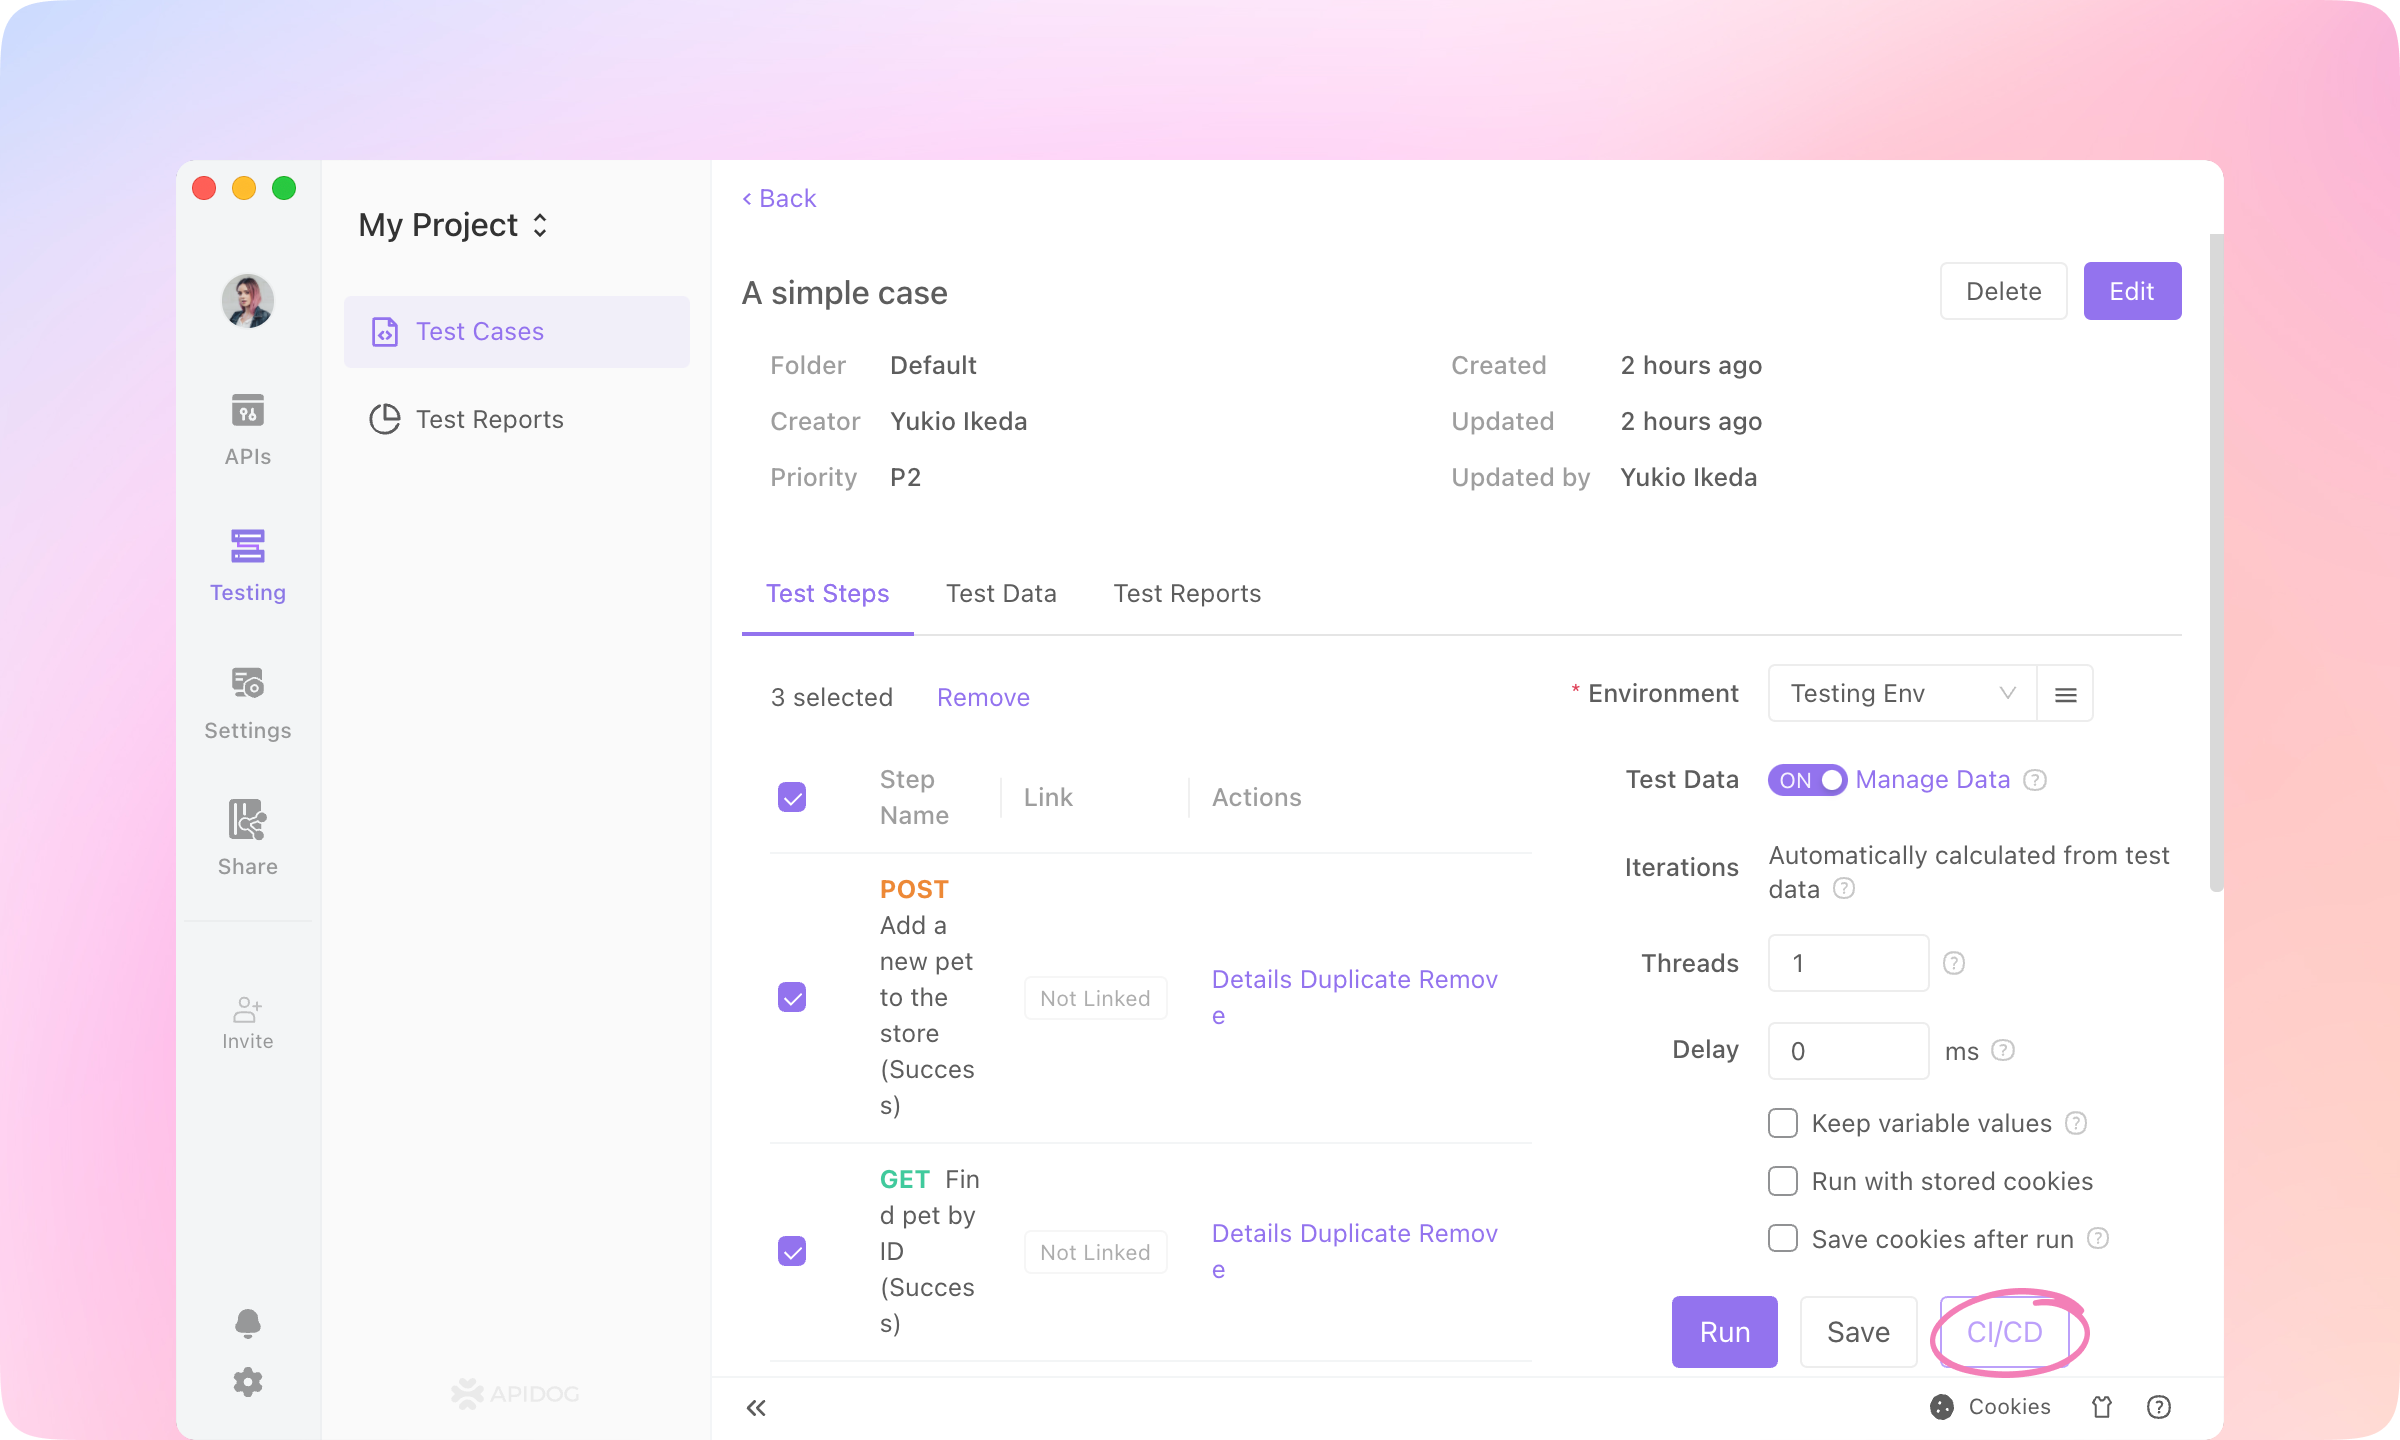 < Back
My Project
A simple case
Delete
Edit
Test Cases
Test Reports
APIs
Testing
Settings
Share
Invite
Folder Default
Creator Yukio Ikeda
Priority P2
Created 2 hours ago
Updated 2 hours ago
Updated by Yukio Ikeda
Test Steps
Test Data
Test Reports
3 selected
Remove
Step
Name
Link
Actions
POST
Add a
new pet
to the
store
(Succes
s)
Not Linked
Details Duplicate Remov
e
GET Fin
d pet by
ID
(Succes
s)
Not Linked
Details Duplicate Remov
e
* Environment
Testing Env
Test Data
ON
Manage Data ?
Iterations
Automatically calculated from test
data ?
Threads
1 ?
Delay
0
ms ?
Keep variable values ?
Run with stored cookies
Save cookies after run ?
Run
Save
CI/CD
APIDOG
Cookies
?